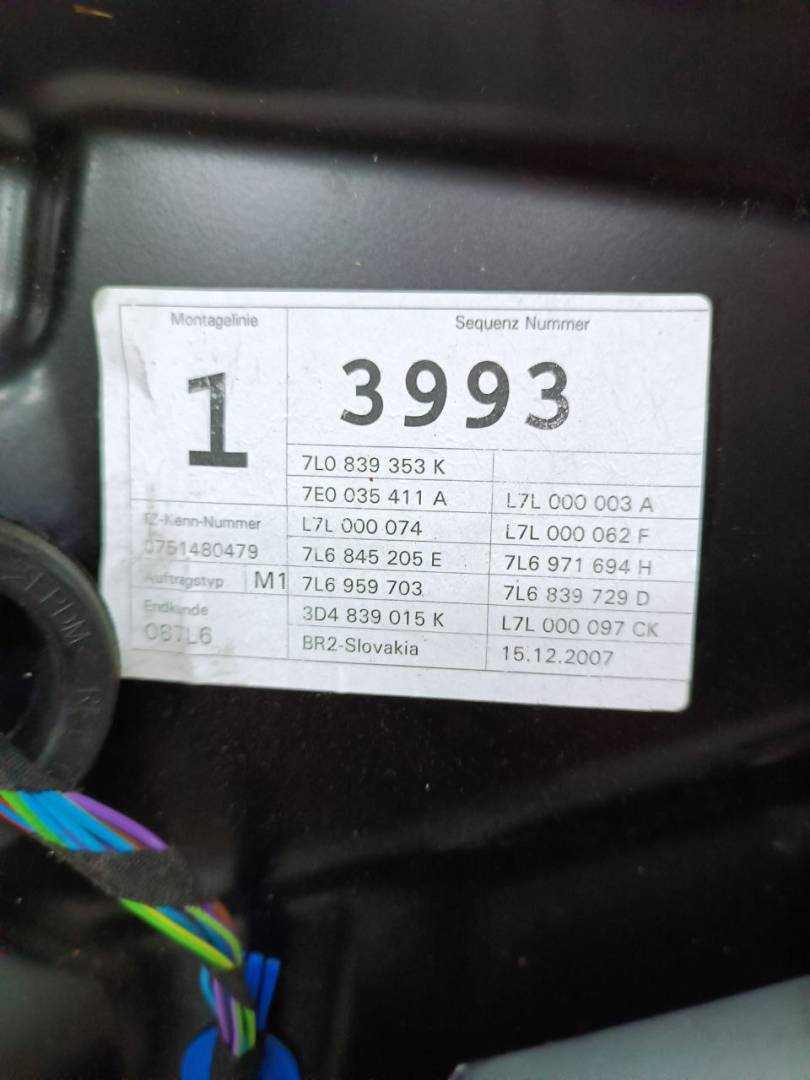 Montagelinie
1
Sequenz Nummer
3993
7L0 839 353 K
7E0 035 411 A
L7L 000 003 A
FZ-Kenn-Nummer
0751480479
L7L 000 074
L7L 000 062 F
7L6 845 205 E
7L6 971 694 H
Auftragstyp
M1
7L6 959 703
7L6 839 729 D
Endkunde
3D4 839 015 K
L7L 000 097 CK
BR2-Slovakia
15.12.2007
EPDM